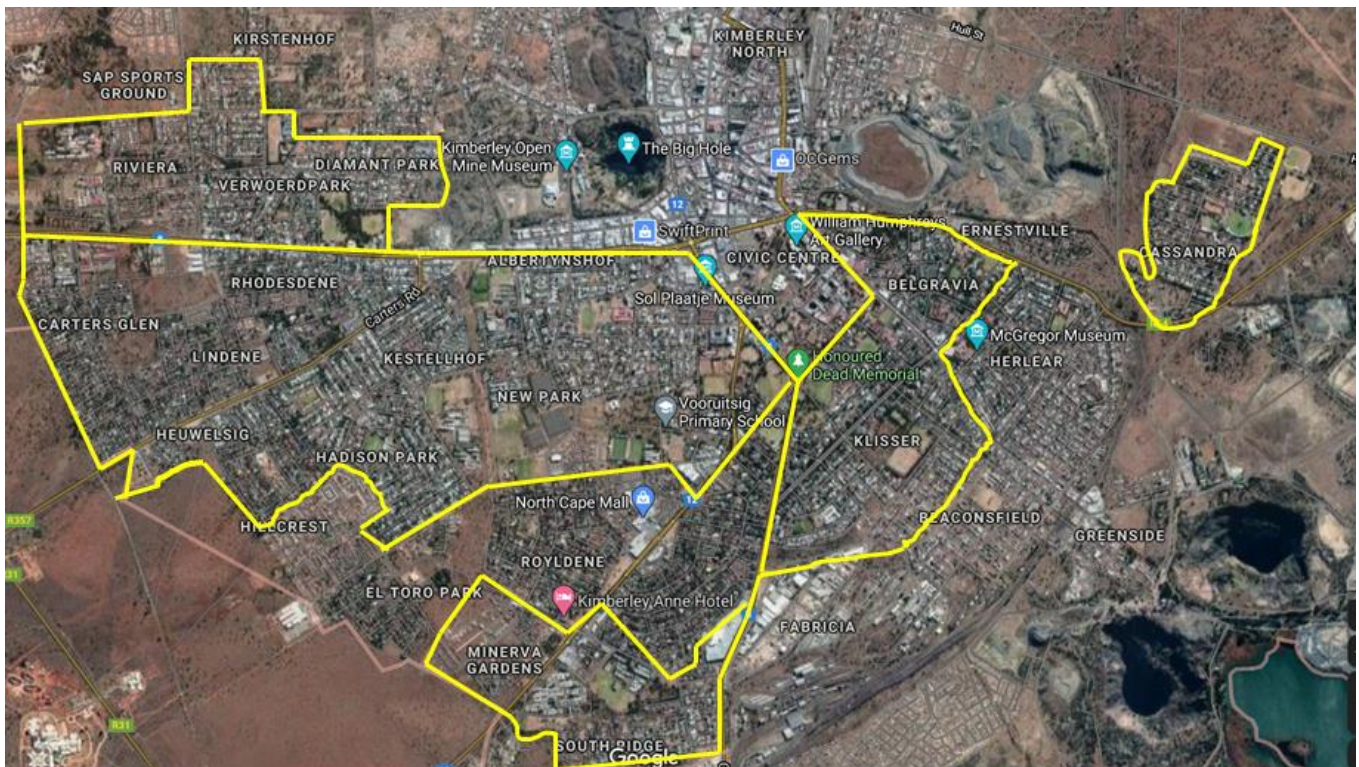 KIRSTENHOF
KIMBERLEY
NORTH
Hull St
SAP SPORTS
GROUND
RIVIERA
DIAMANT PARK
VERWOERDPARK
Kimberley Open
Mine Museum
The Big Hole
OCGems
12
SwiftPrint
William Humphreys
Art Gallery
ERNESTVILLE
CASSANDRA
ALBERTYNSHOF
CIVIC CENTRE
RHODESDENE
Sol Plaatje Museum
BELGRAVIA
Carters Rd
CARTERS GLEN
LINDENE
KESTELLHOF
McGregor Museum
HERLEAR
Honoured
Dead Memorial
NEW PARK
Vooruitsig
Primary School
HEUWELSIG
HADISON PARK
KLISSER
North Cape Mall
12
R357
HILLCREST
BEACONSFIELD
GREENSIDE
ROYLDENE
R31
EL TORO PARK
Kimberley Anne Hotel
FABRICIA
MINERVA
GARDENS
R31
SOUTH RIDGE
Google